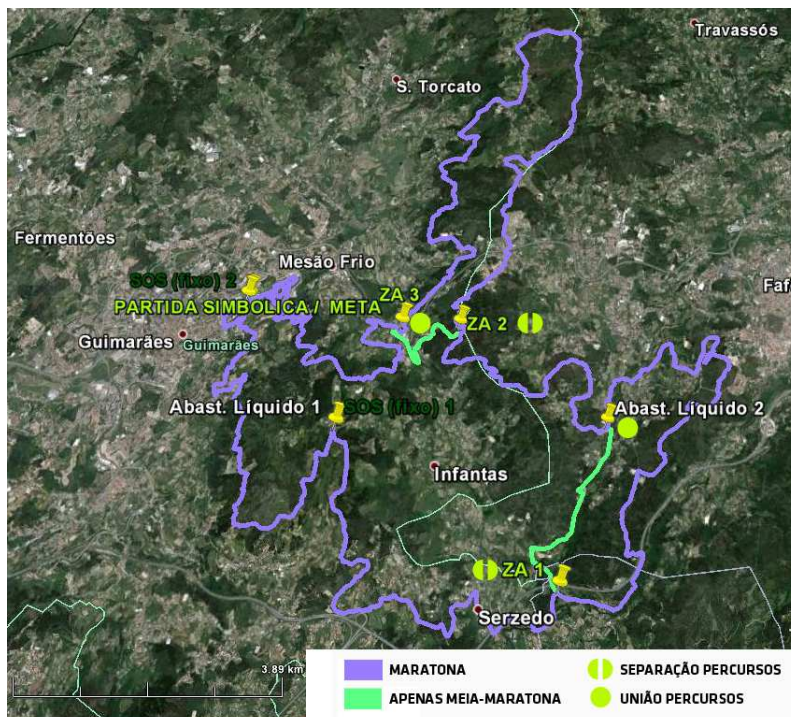 Travassós
S. Torcato
Fermentões
Mesão Frio
SOS (fixo) 2
ZA 3
PARTIDA SIMBOLICA / META
ZA 2
Faf
Guimarães
Guimarães
Abast. Líquido 1
SOS (fixo) 1
Abast. Líquido 2
Infantas
ZA 1
Serzedo
3.89 km
MARATONA
SEPARAÇÃO PERCURSOS
APENAS MEIA-MARATONA
UNIÃO PERCURSOS